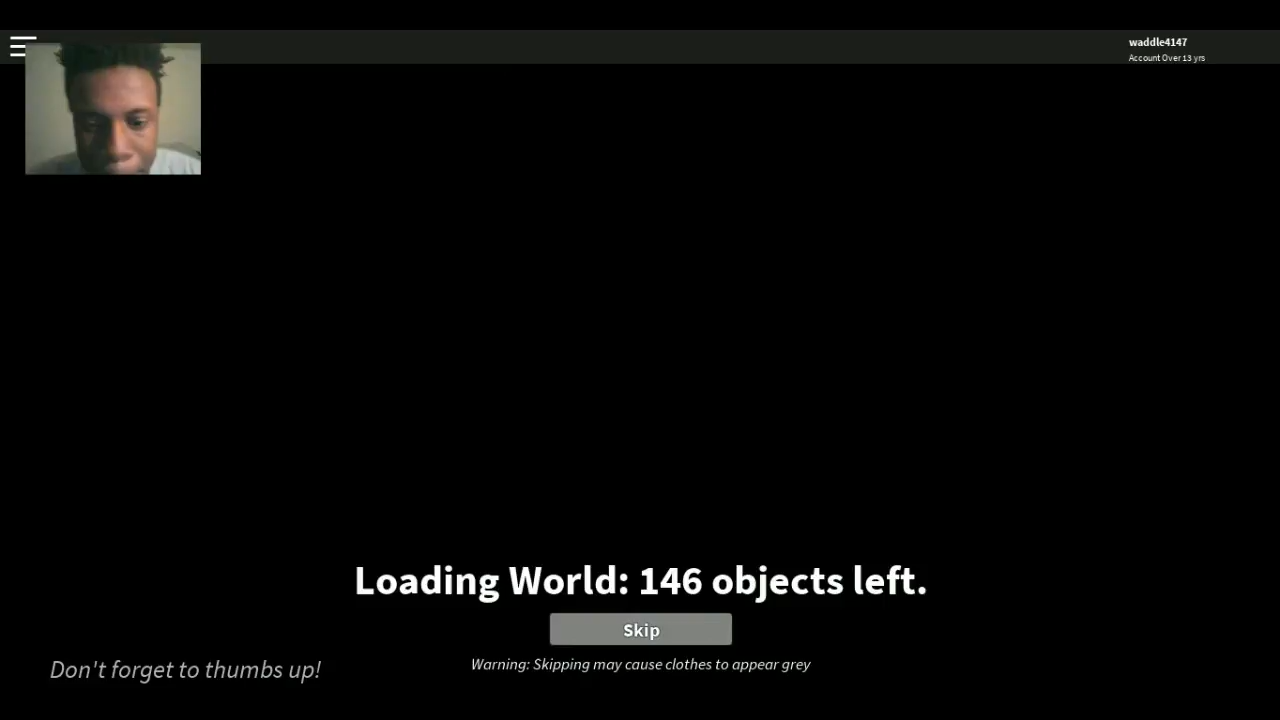 waddle4147
Account Over 13 yrs
Loading World: 146 objects left.
Skip
Warning: Skipping may cause clothes to appear grey
Don't forget to thumbs up!